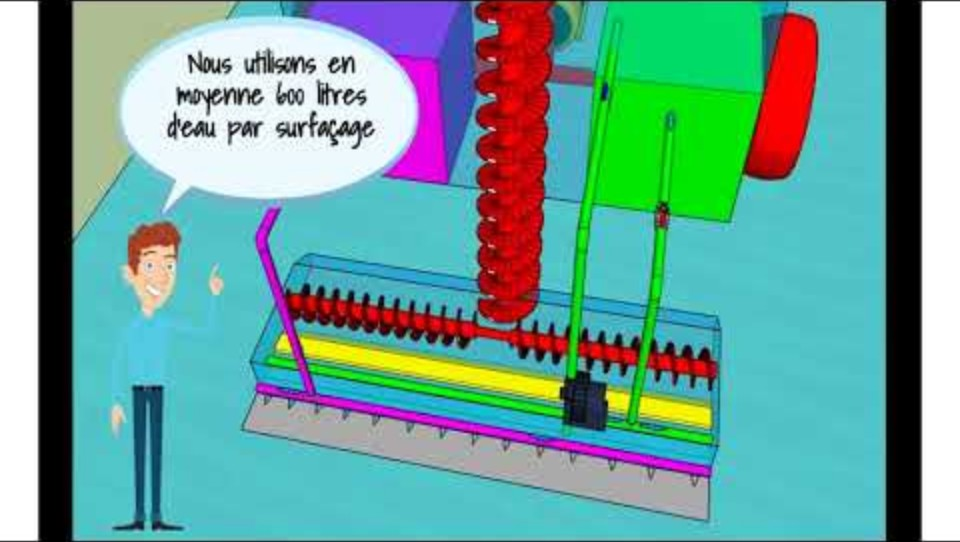 Nous utilisons en
moyenne 600 litres
d'eau par surfaçage